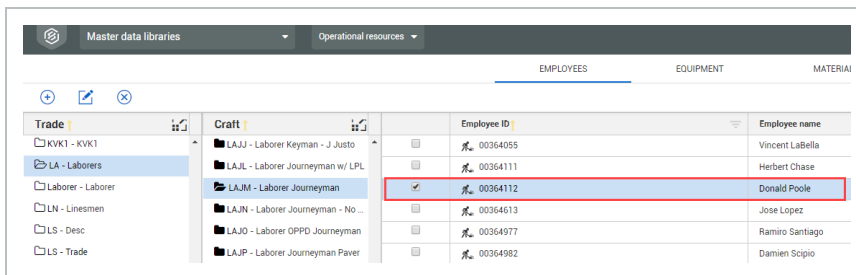 Master data libraries Operational resources
EMPLOYEES EQUIPMENT MATERIAL
Trade Craft Employee ID Employee name
KVK1 - KVK1 LAJJ - Laborer Keyman - J Justo 00364055 Vincent LaBella
LA - Laborers LAJL - Laborer Journeyman w/ LPL 00364111 Herbert Chase
LAJM - Laborer Journeyman 00364112 Donald Poole
Laborer - Laborer LAJN - Laborer Journeyman - No ... 00364613 Jose Lopez
LN - Linesmen LAJO - Laborer OPPD Journeyman 00364977 Ramiro Santiago
LS - Desc LAJP - Laborer Journeyman Paver 00364982 Damien Scipio
LS - Trade